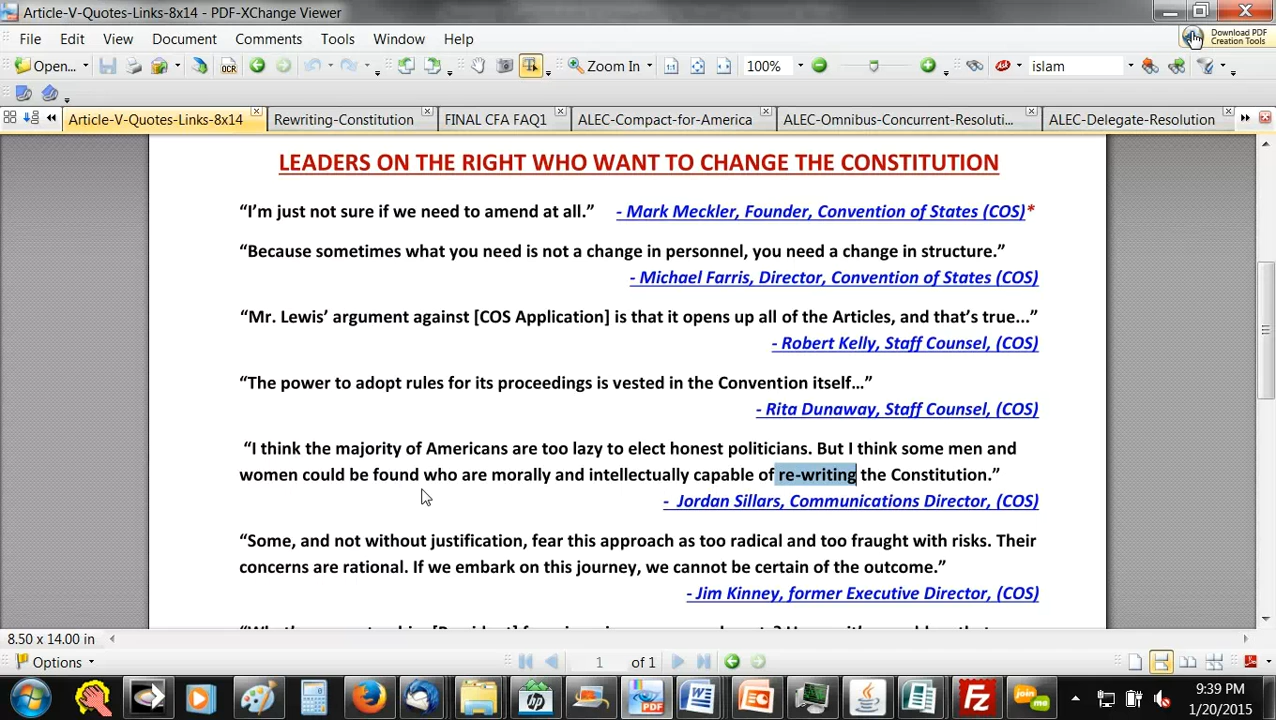 Article-V-Quotes-Links-8x14 - PDF-XChange Viewer
File Edit View Document Comments Tools Window Help
Download PDF
Creation Tools
Open... OCR Zoom In 100% islam
Article-V-Quotes-Links-8x14 Rewriting-Constitution FINAL CFA FAQ1 ALEC-Compact-for-America ALEC-Omnibus-Concurrent-Resoluti... ALEC-Delegate-Resolution
LEADERS ON THE RIGHT WHO WANT TO CHANGE THE CONSTITUTION
“I’m just not sure if we need to amend at all.” - Mark Meckler, Founder, Convention of States (COS)*
“Because sometimes what you need is not a change in personnel, you need a change in structure.”
- Michael Farris, Director, Convention of States (COS)
“Mr. Lewis’ argument against [COS Application] is that it opens up all of the Articles, and that’s true...”
- Robert Kelly, Staff Counsel, (COS)
“The power to adopt rules for its proceedings is vested in the Convention itself…”
- Rita Dunaway, Staff Counsel, (COS)
“I think the majority of Americans are too lazy to elect honest politicians. But I think some men and
women could be found who are morally and intellectually capable of re-writing the Constitution.”
- Jordan Sillars, Communications Director, (COS)
“Some, and not without justification, fear this approach as too radical and too fraught with risks. Their
concerns are rational. If we embark on this journey, we cannot be certain of the outcome.”
- Jim Kinney, former Executive Director, (COS)
8.50 x 14.00 in
Options 1 of 1
hp PDF W P Fz join me
9:39 PM
1/20/2015